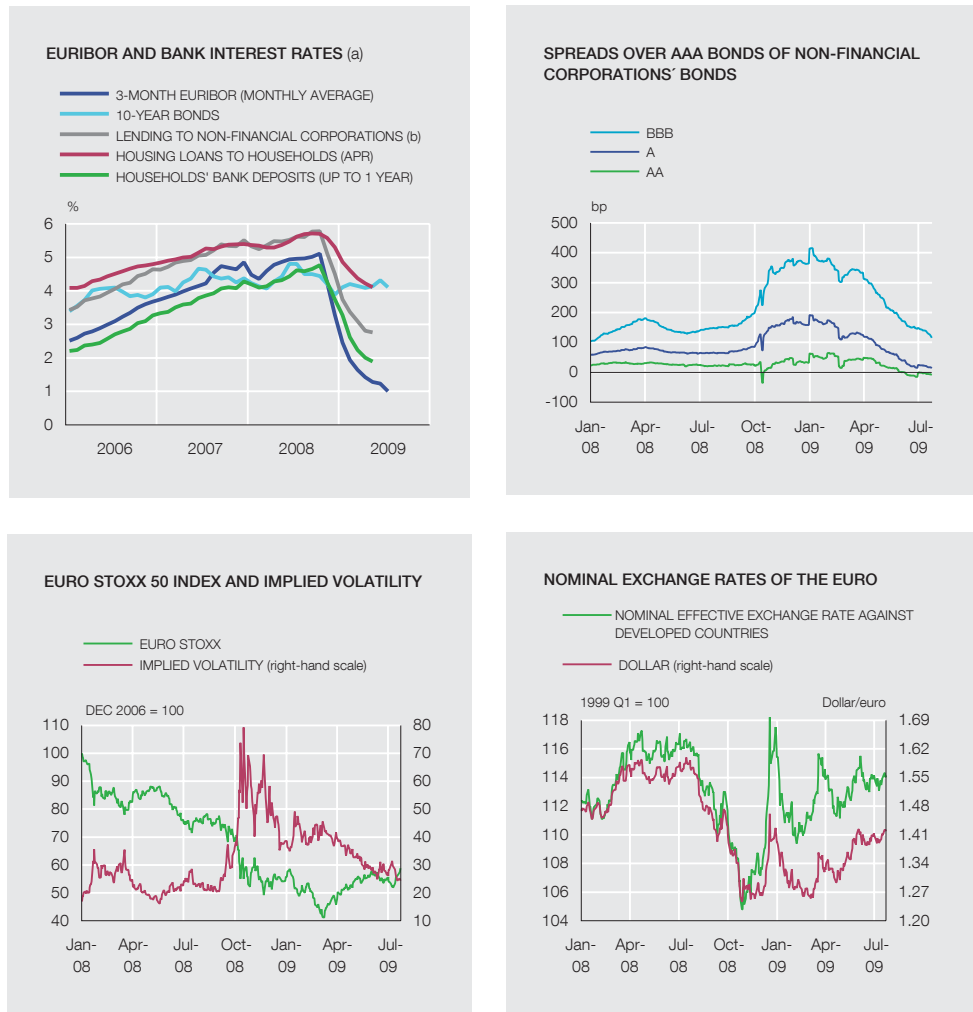 EURIBOR AND BANK INTEREST RATES (a)
3-MONTH EURIBOR (MONTHLY AVERAGE)
10-YEAR BONDS
LENDING TO NON-FINANCIAL CORPORATIONS (b)
HOUSING LOANS TO HOUSEHOLDS (APR)
HOUSEHOLDS' BANK DEPOSITS (UP TO 1 YEAR)
%
6
5
4
3
2
1
0
2006 2007 2008 2009
SPREADS OVER AAA BONDS OF NON-FINANCIAL
CORPORATIONS´ BONDS
BBB
A
AA
bp
500
400
300
200
100
0
-100
Jan- Apr- Jul- Oct- Jan- Apr- Jul-
08 08 08 08 09 09 09
EURO STOXX 50 INDEX AND IMPLIED VOLATILITY
EURO STOXX
IMPLIED VOLATILITY (right-hand scale)
DEC 2006 = 100
110 80
100 70
90 60
80 50
70 40
60 30
50 20
40 10
Jan- Apr- Jul- Oct- Jan- Apr- Jul-
08 08 08 08 09 09 09
NOMINAL EXCHANGE RATES OF THE EURO
NOMINAL EFFECTIVE EXCHANGE RATE AGAINST
DEVELOPED COUNTRIES
DOLLAR (right-hand scale)
1999 Q1 = 100 Dollar/euro
118 1.69
116 1.62
114 1.55
112 1.48
110 1.41
108 1.34
106 1.27
104 1.20
Jan- Apr- Jul- Oct- Jan- Apr- Jul-
08 08 08 08 09 09 09